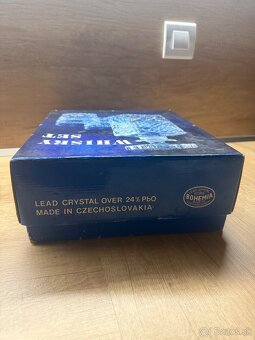 WHISKY
SET
LEAD CRYSTAL OVER 24% PbO
MADE IN CZECHOSLOVAKIA
BOHEMIA